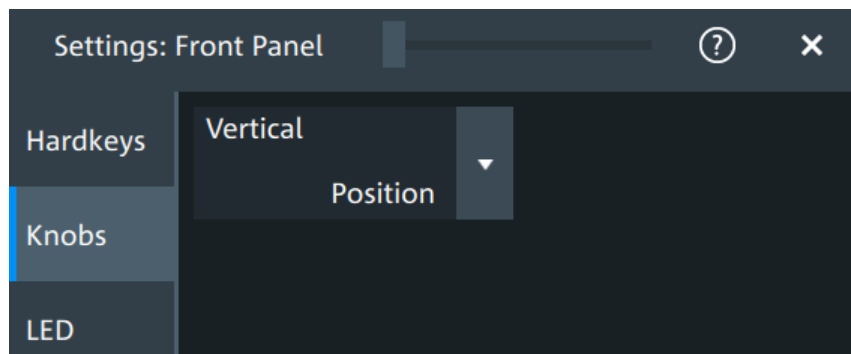 Settings: Front Panel
?
Hardkeys
Vertical
Position
Knobs
LED